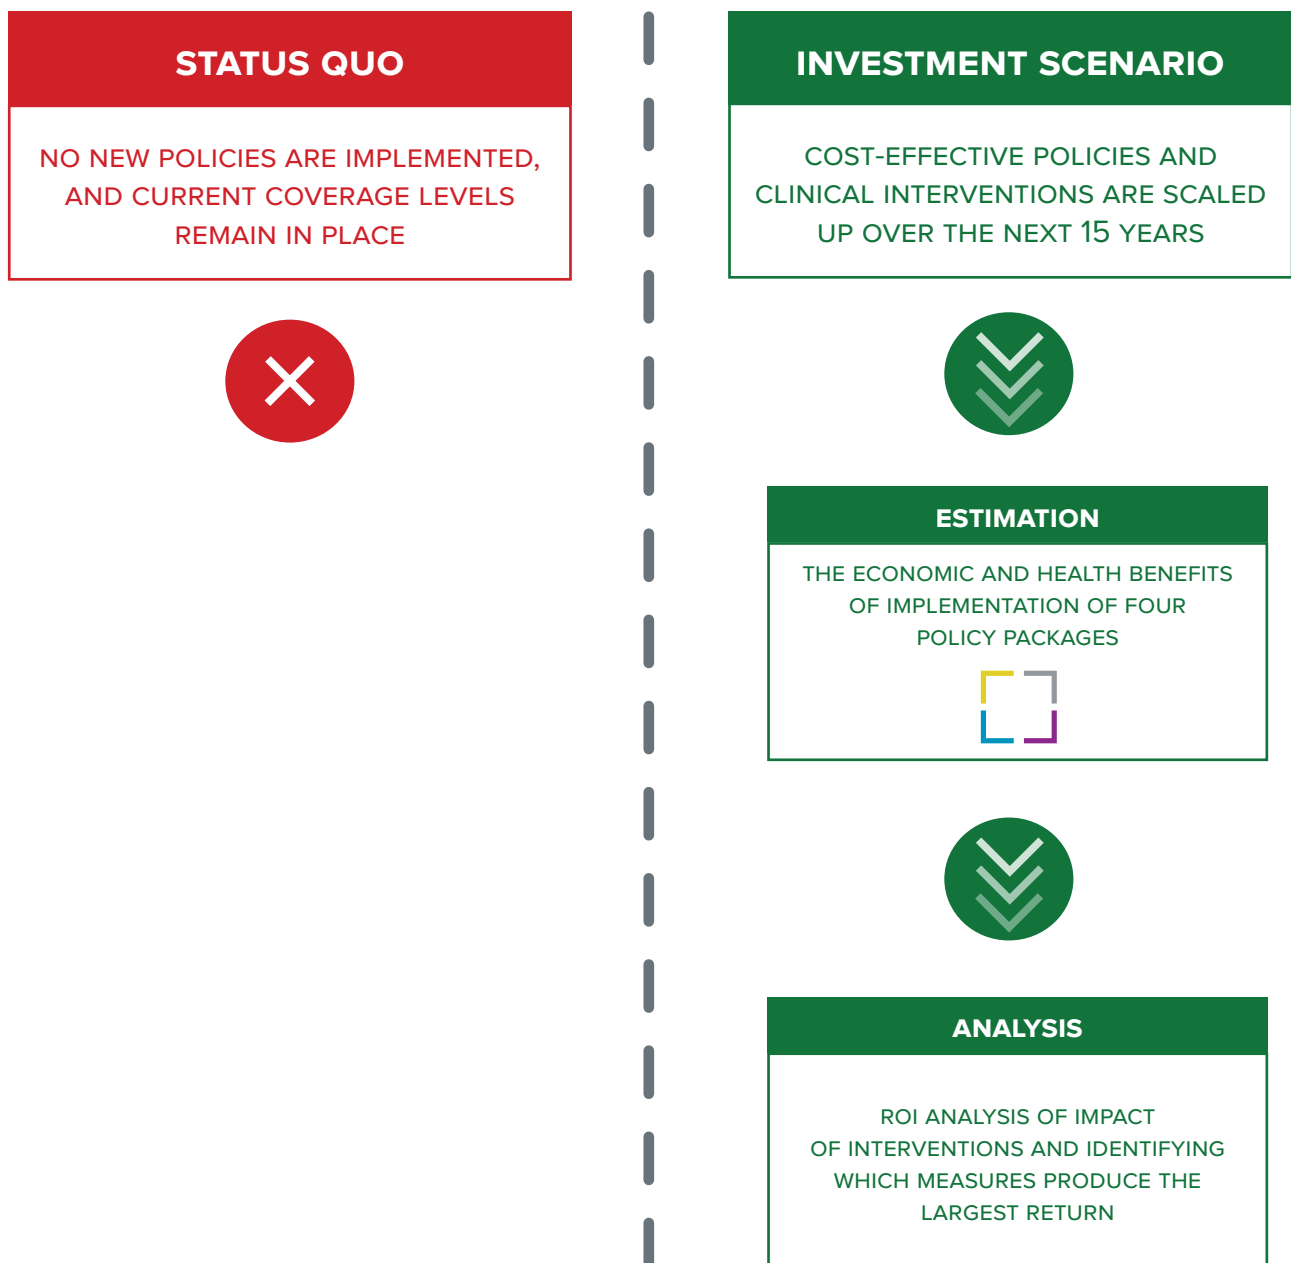 STATUS QUO
NO NEW POLICIES ARE IMPLEMENTED,
AND CURRENT COVERAGE LEVELS
REMAIN IN PLACE
INVESTMENT SCENARIO
COST-EFFECTIVE POLICIES AND
CLINICAL INTERVENTIONS ARE SCALED
UP OVER THE NEXT 15 YEARS
ESTIMATION
THE ECONOMIC AND HEALTH BENEFITS
OF IMPLEMENTATION OF FOUR
POLICY PACKAGES
ANALYSIS
ROI ANALYSIS OF IMPACT
OF INTERVENTIONS AND IDENTIFYING
WHICH MEASURES PRODUCE THE
LARGEST RETURN